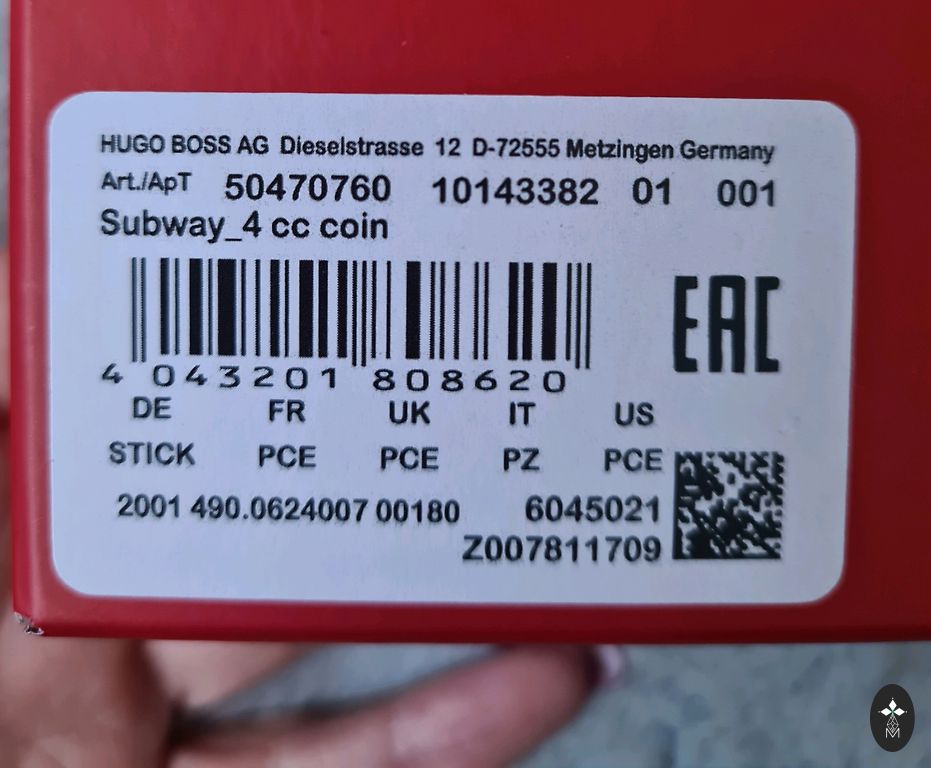 HUGO BOSS AG Dieselstrasse 12 D-72555 Metzingen Germany
Art./ApT 50470760 10143382 01 001
Subway_4 cc coin
EAC
4 043201 808620
DE FR UK IT US
STICK PCE PCE PZ PCE
2001 490.0624007 00180 6045021
Z007811709
M